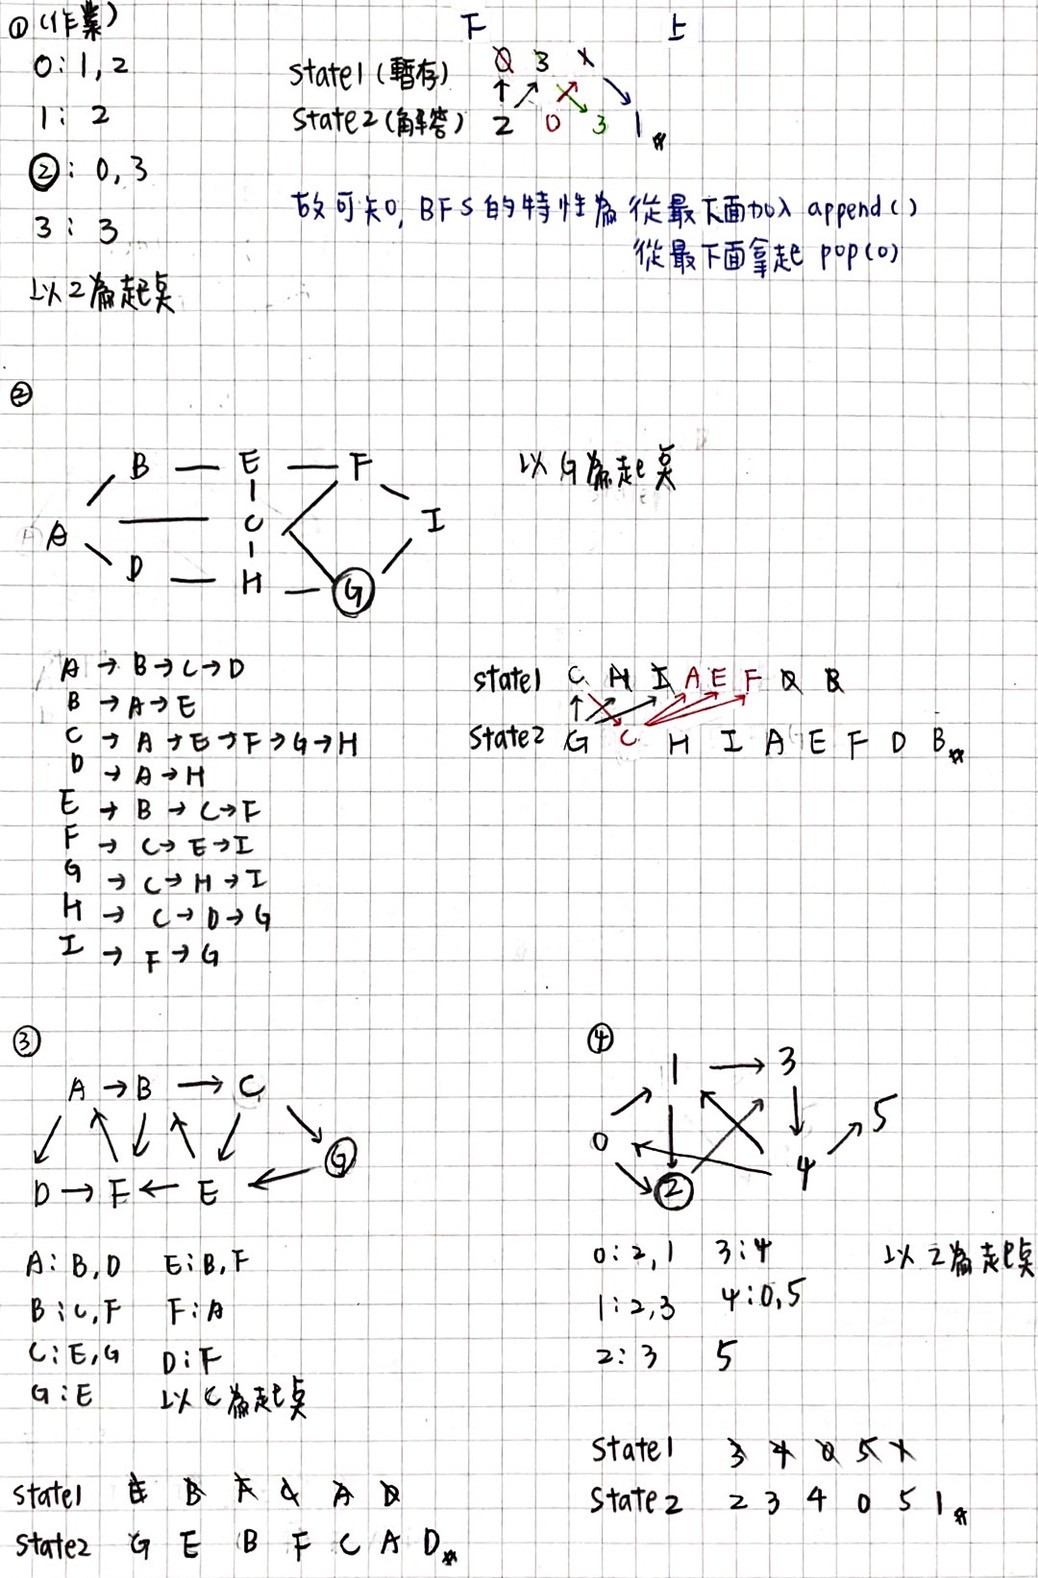 ① (作業)
0: 1, 2
1: 2
②: 0, 3
3: 3
以2為起點
下 上
state1 (暫存) 0 3 1
state2 (解答) 2 0 3 1
故可知, BFS的特性為 從最下面加入 append()
從最下面拿起 pop(0)
②
B E F
A C I
D H G
以G為起點
A → B → C → D
B → A → E
C → A → E → F → G → H
D → A → H
E → B → C → F
F → C → E → I
G → C → H → I
H → C → D → G
I → F → G
state1 C H I A E F D B
state2 G C H I A E F D B
③
A → B → C
G
D → F ← E
A: B, D E: B, F
B: C, F F: A
C: E, G D: F
G: E 以 為起點
state1 E B F C A D
state2 G E B F C A D
④
1 → 3
0 5
② 4
0: 2, 1 3: 4
1: 2, 3 4: 0, 5
2: 3 5
以2為起點
state1 3 4 0 5 1
state2 2 3 4 0 5 1